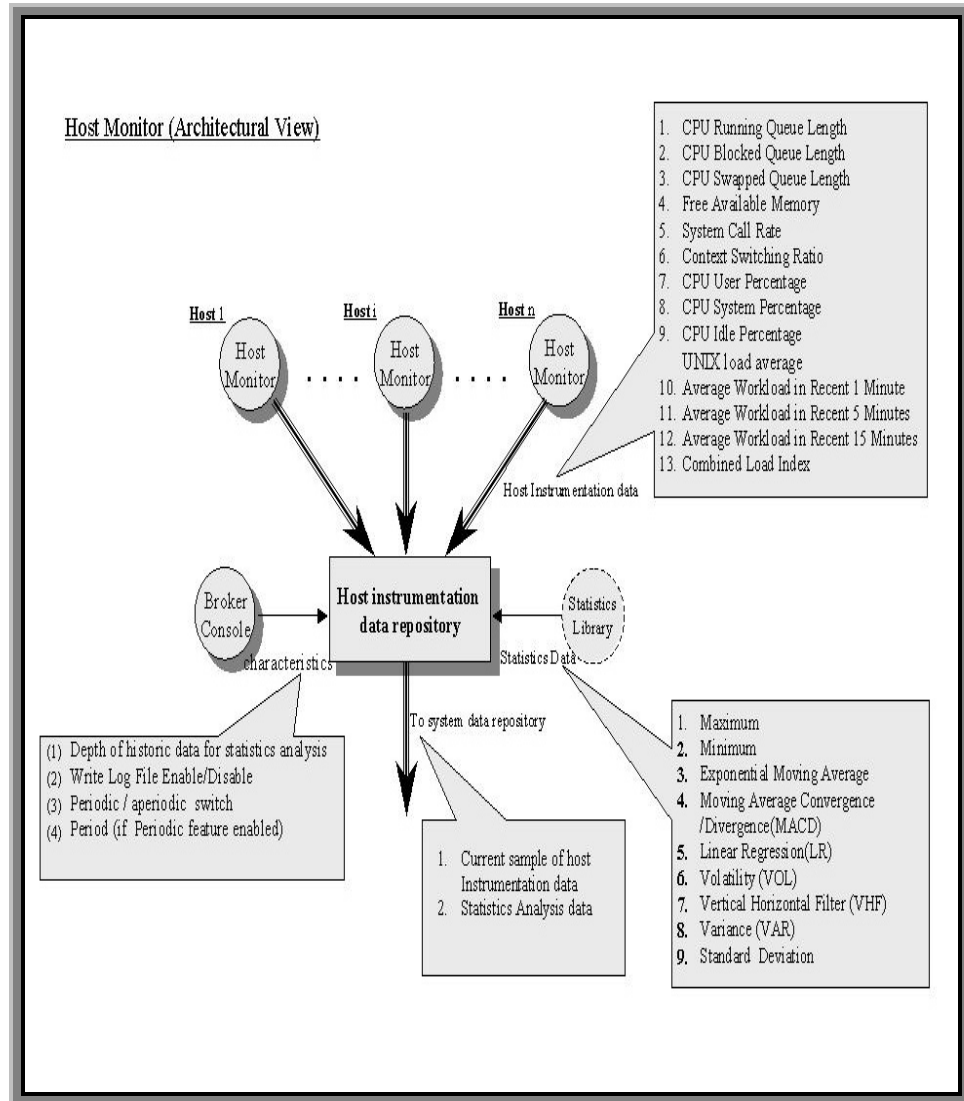 Host Monitor (Architectural View)
1. CPU Running Queue Length
2. CPU Blocked Queue Length
3. CPU Swapped Queue Length
4. Free Available Memory
5. System Call Rate
6. Context Switching Ratio
7. CPU User Percentage
8. CPU System Percentage
9. CPU Idle Percentage
UNIX load average
10. Average Workload in Recent 1 Minute
11. Average Workload in Recent 5 Minutes
12. Average Workload in Recent 15 Minutes
13. Combined Load Index
Host 1
Host i
Host n
Host
Monitor
. . . .
Host
Monitor
. . . .
Host
Monitor
Host Instrumentation data
Broker
Console
Host instrumentation
data repository
Statistics
Library
characteristics
Statistics Data
To system data repository
(1) Depth of historic data for statistics analysis
(2) Write Log File Enable/Disable
(3) Periodic / aperiodic switch
(4) Period (if Periodic feature enabled)
1. Current sample of host
Instrumentation data
2. Statistics Analysis data
1. Maximum
2. Minimum
3. Exponential Moving Average
4. Moving Average Convergence
/Divergence(MACD)
5. Linear Regression(LR)
6. Volatility (VOL)
7. Vertical Horizontal Filter (VHF)
8. Variance (VAR)
9. Standard Deviation